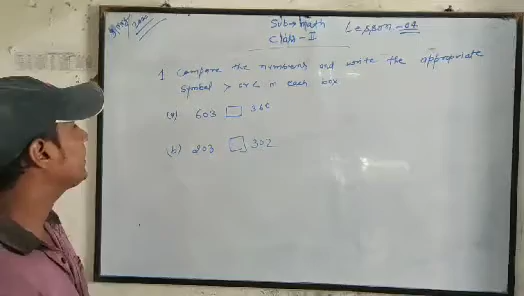 Sub → Math Lesson - 04
Class - II
1 Compare the numbers and write the appropriate
Symbol > or < in each box
(a) 603 □ 36
(b) 203 □ 302